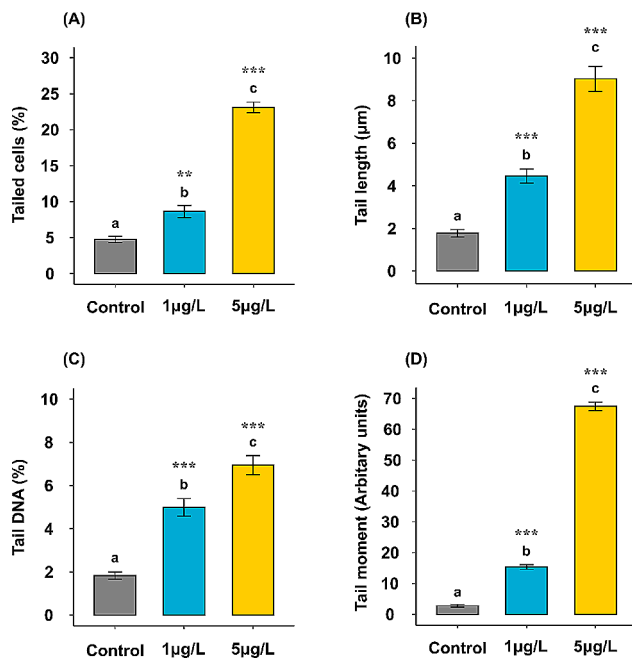 (A)
Tailed cells (%)
30
25
20
15
10
5
0
a
**
b
***
c
Control 1µg/L 5µg/L
(B)
Tail length (µm)
10
8
6
4
2
0
a
***
b
***
c
Control 1µg/L 5µg/L
(C)
Tail DNA (%)
10
8
6
4
2
0
a
***
b
***
c
Control 1µg/L 5µg/L
(D)
Tail moment (Arbitary units)
70
60
50
40
30
20
10
0
a
***
b
***
c
Control 1µg/L 5µg/L